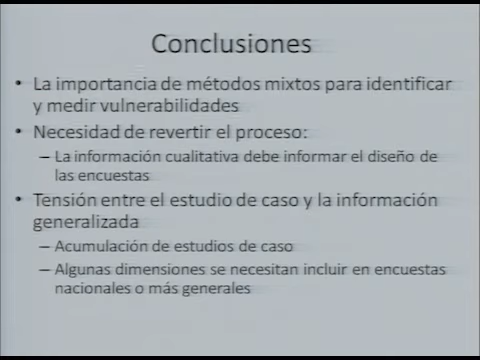 Conclusiones
• La importancia de métodos mixtos para identificar
y medir vulnerabilidades
• Necesidad de revertir el proceso:
– La información cualitativa debe informar el diseño de
las encuestas
• Tensión entre el estudio de caso y la información
generalizada
– Acumulación de estudios de caso
– Algunas dimensiones se necesitan incluir en encuestas
nacionales o más generales